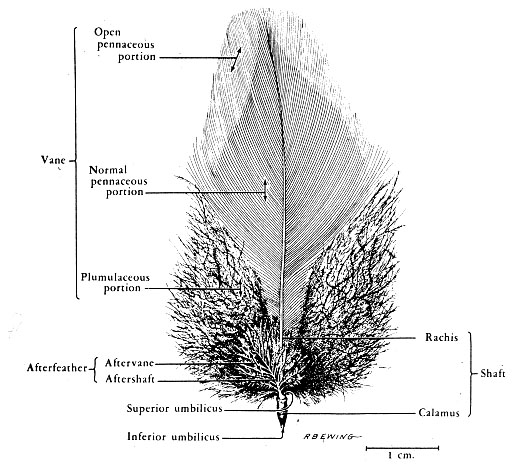 Open
pennaceous
portion
Vane
Normal
pennaceous
portion
Plumulaceous
portion
Rachis
Afterfeather
Aftervane
Aftershaft
Shaft
Superior umbilicus
Calamus
Inferior umbilicus
RBEWING
1 cm.